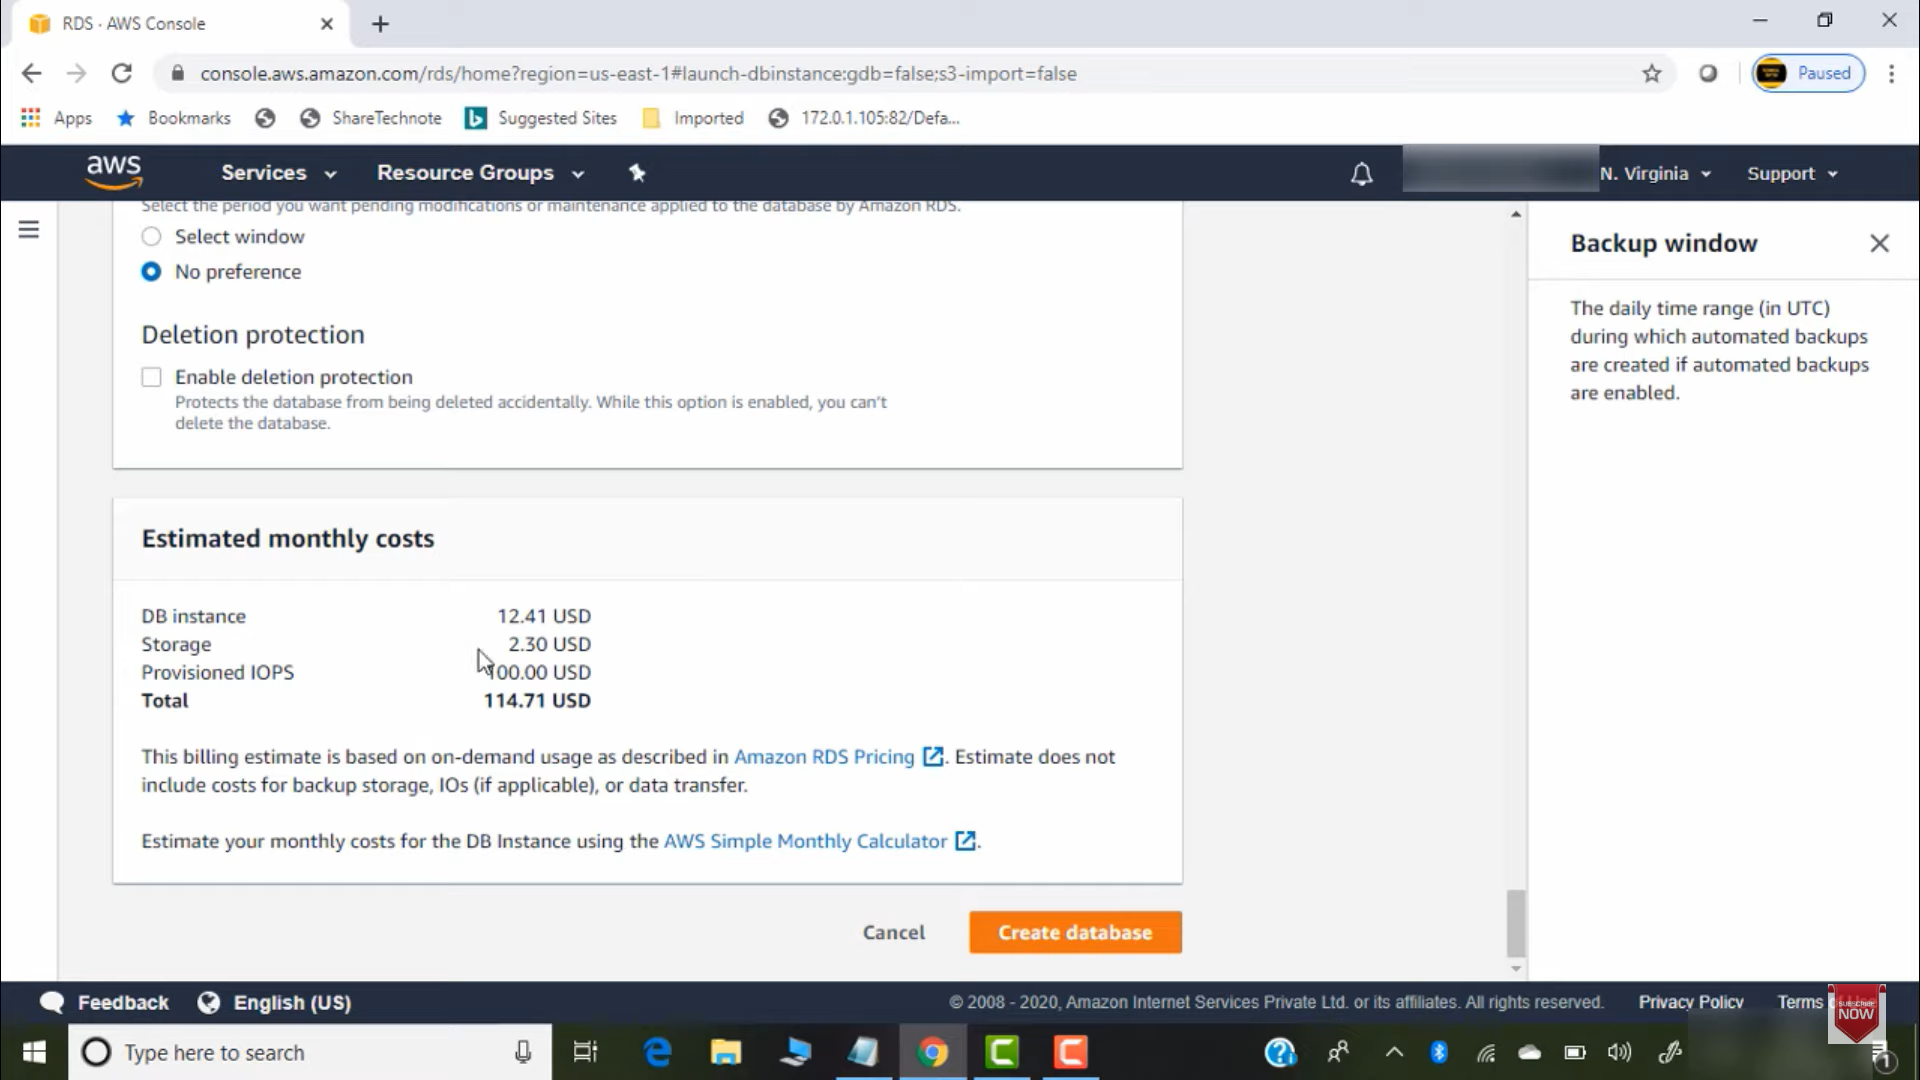 RDS - AWS Console
console.aws.amazon.com/rds/home?region=us-east-1#launch-dbinstance:gdb=false;s3-import=false
Paused
Apps
Bookmarks
ShareTechnote
Suggested Sites
Imported
172.0.1.105:82/Defa...
aws
Services
Resource Groups
N. Virginia
Support
Select the period you want pending modifications or maintenance applied to the database by Amazon RDS.
Select window
No preference
Deletion protection
Enable deletion protection
Protects the database from being deleted accidentally. While this option is enabled, you can't
delete the database.
Estimated monthly costs
DB instance 12.41 USD
Storage 2.30 USD
Provisioned IOPS 100.00 USD
Total 114.71 USD
This billing estimate is based on on-demand usage as described in Amazon RDS Pricing. Estimate does not
include costs for backup storage, IOs (if applicable), or data transfer.
Estimate your monthly costs for the DB Instance using the AWS Simple Monthly Calculator.
Cancel
Create database
Backup window
The daily time range (in UTC)
during which automated backups
are created if automated backups
are enabled.
Feedback
English (US)
© 2008 - 2020, Amazon Internet Services Private Ltd. or its affiliates. All rights reserved.
Privacy Policy
Terms
SUBSCRIBE
NOW
Type here to search
1